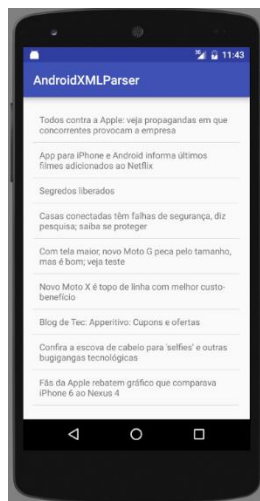 11:43
AndroidXMLParser
Todos contra a Apple: veja propagandas em que
concorrentes provocam a empresa
App para iPhone e Android informa últimos
filmes adicionados ao Netflix
Segredos liberados
Casas conectadas têm falhas de segurança, diz
pesquisa; saiba se proteger
Com tela maior, novo Moto G peca pelo tamanho,
mas é bom; veja teste
Novo Moto X é topo de linha com melhor custo-
benefício
Blog de Tec: Apperitivo: Cupons e ofertas
Confira a escova de cabelo para 'selfies' e outras
bugigangas tecnológicas
Fãs da Apple rebatem gráfico que comparava
iPhone 6 ao Nexus 4